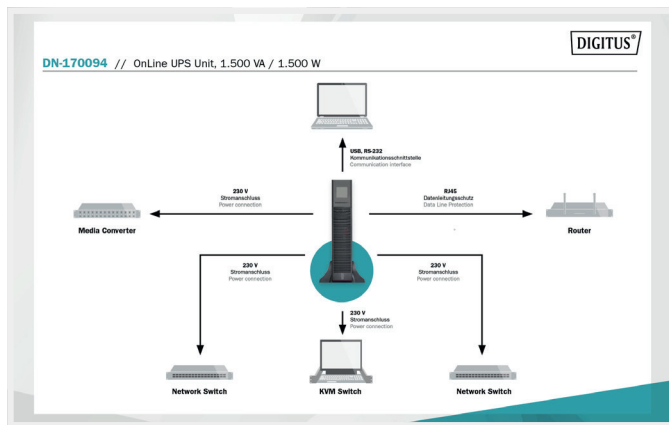 DIGITUS®
DN-170094 // OnLine UPS Unit, 1.500 VA / 1.500 W
USB, RS-232
Kommunikationsschnittstelle
Communication interface
230 V
Stromanschluss
Power connection
RJ45
Datenleitungsschutz
Data Line Protection
Media Converter
Router
230 V
Stromanschluss
Power connection
230 V
Stromanschluss
Power connection
230 V
Stromanschluss
Power connection
Network Switch
KVM Switch
Network Switch